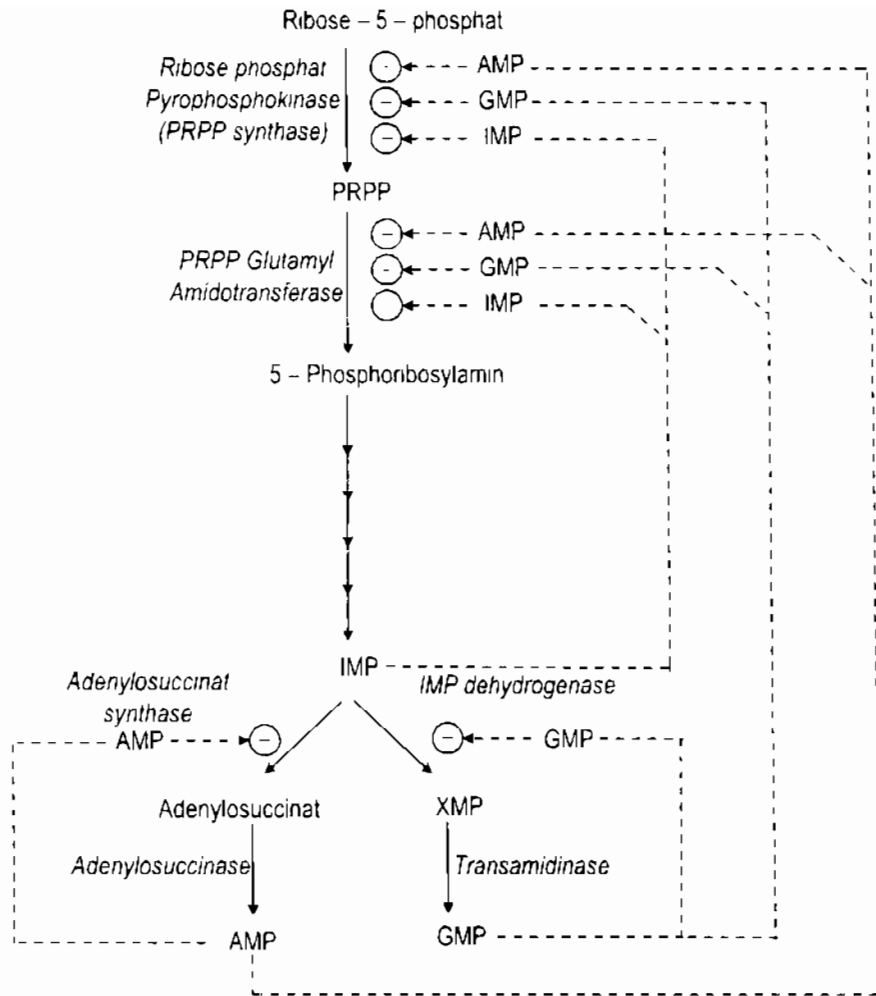 Ribose – 5 – phosphat
Ribose phosphat
Pyrophosphokinase
(PRPP synthase)
- AMP
- GMP
- IMP
PRPP
PRPP Glutamyl
Amidotransferase
- AMP
- GMP
IMP
5 – Phosphoribosylamin
IMP
Adenylosuccinat
synthase
IMP dehydrogenase
AMP -
- GMP
Adenylosuccinat
XMP
Adenylosuccinase
Transamidinase
AMP
GMP